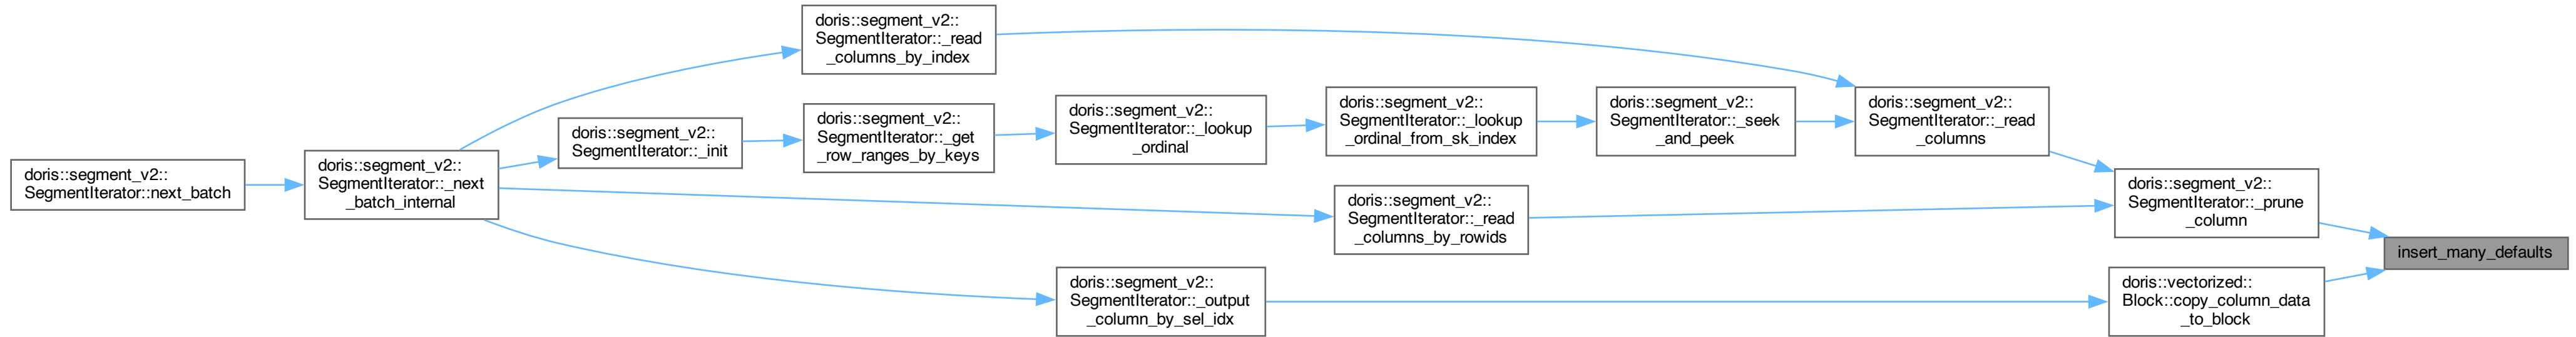 doris::segment_v2::
SegmentIterator::next_batch
doris::segment_v2::
SegmentIterator::_next
_batch_internal
doris::segment_v2::
SegmentIterator::_read
_columns_by_index
doris::segment_v2::
SegmentIterator::_init
doris::segment_v2::
SegmentIterator::_get
_row_ranges_by_keys
doris::segment_v2::
SegmentIterator::_lookup
_ordinal
doris::segment_v2::
SegmentIterator::_lookup
_ordinal_from_sk_index
doris::segment_v2::
SegmentIterator::_seek
_and_peek
doris::segment_v2::
SegmentIterator::_read
_columns
doris::segment_v2::
SegmentIterator::_read
_columns_by_rowids
doris::segment_v2::
SegmentIterator::_prune
_column
doris::segment_v2::
SegmentIterator::_output
_column_by_sel_idx
doris::vectorized::
Block::copy_column_data
_to_block
insert_many_defaults